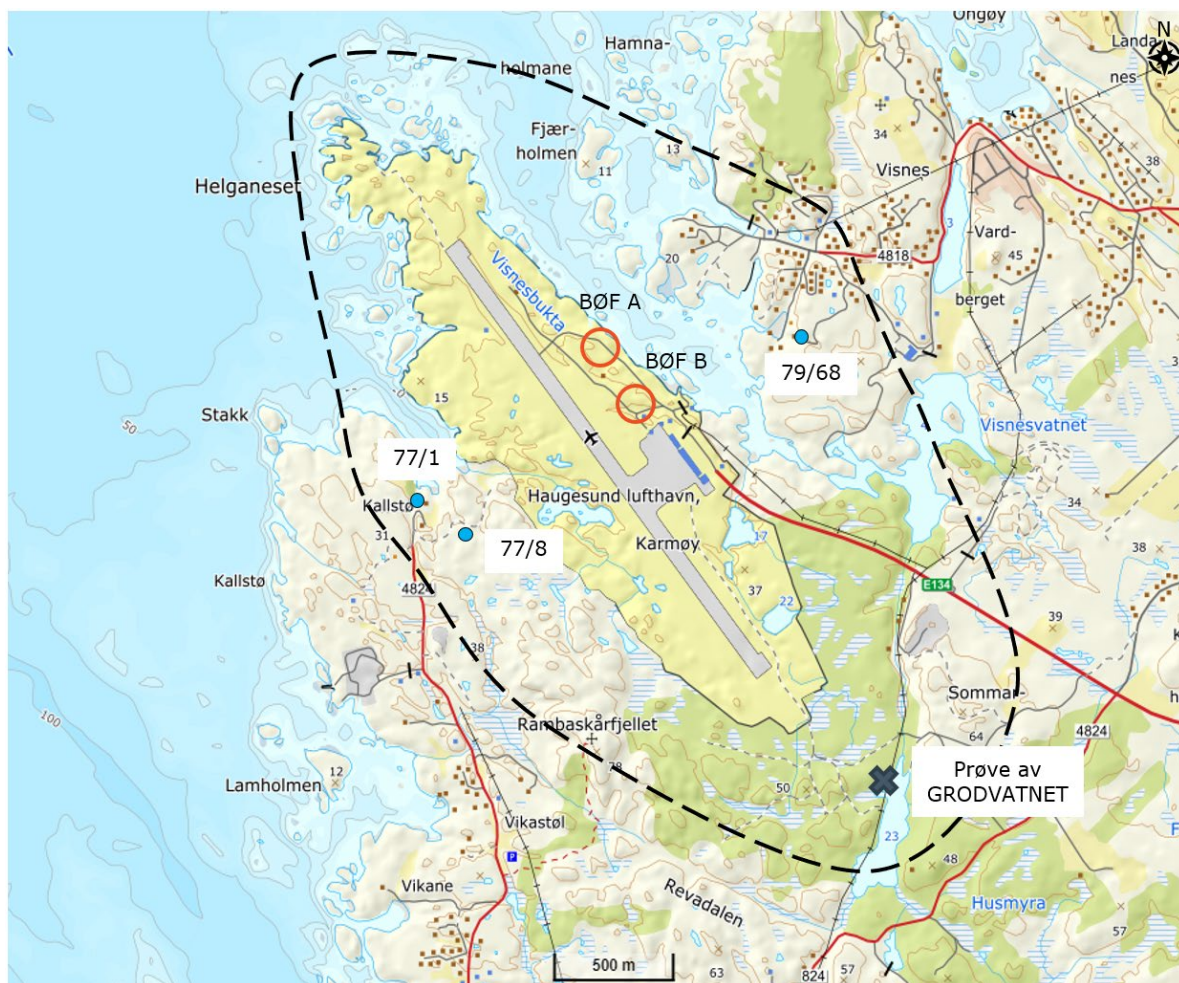 Ongøy
N
Landa-
nes
Hamna-
holmane
Fjær-
holmen
11
13
34
Visnes
38
Helganeset
Visnesbukta
20
4818
3
Vard-
berget
45
BØF A
BØF B
79/68
15
Stakk
50
Visnesvatnet
4
77/1
Kallstø
31
77/8
Haugesund lufthavn,
Karmøy
17
34
38
Kallstø
4824
37
22
E134
39
38
Sommar-
64
4824
h
Rambaskårfjellet
78
100
Lamholmen
12
50
Prøve av
GRODVATNET
Vikastøl
P
23
48
Vikane
Revadalen
Husmyra
57
500 m
63
824
57